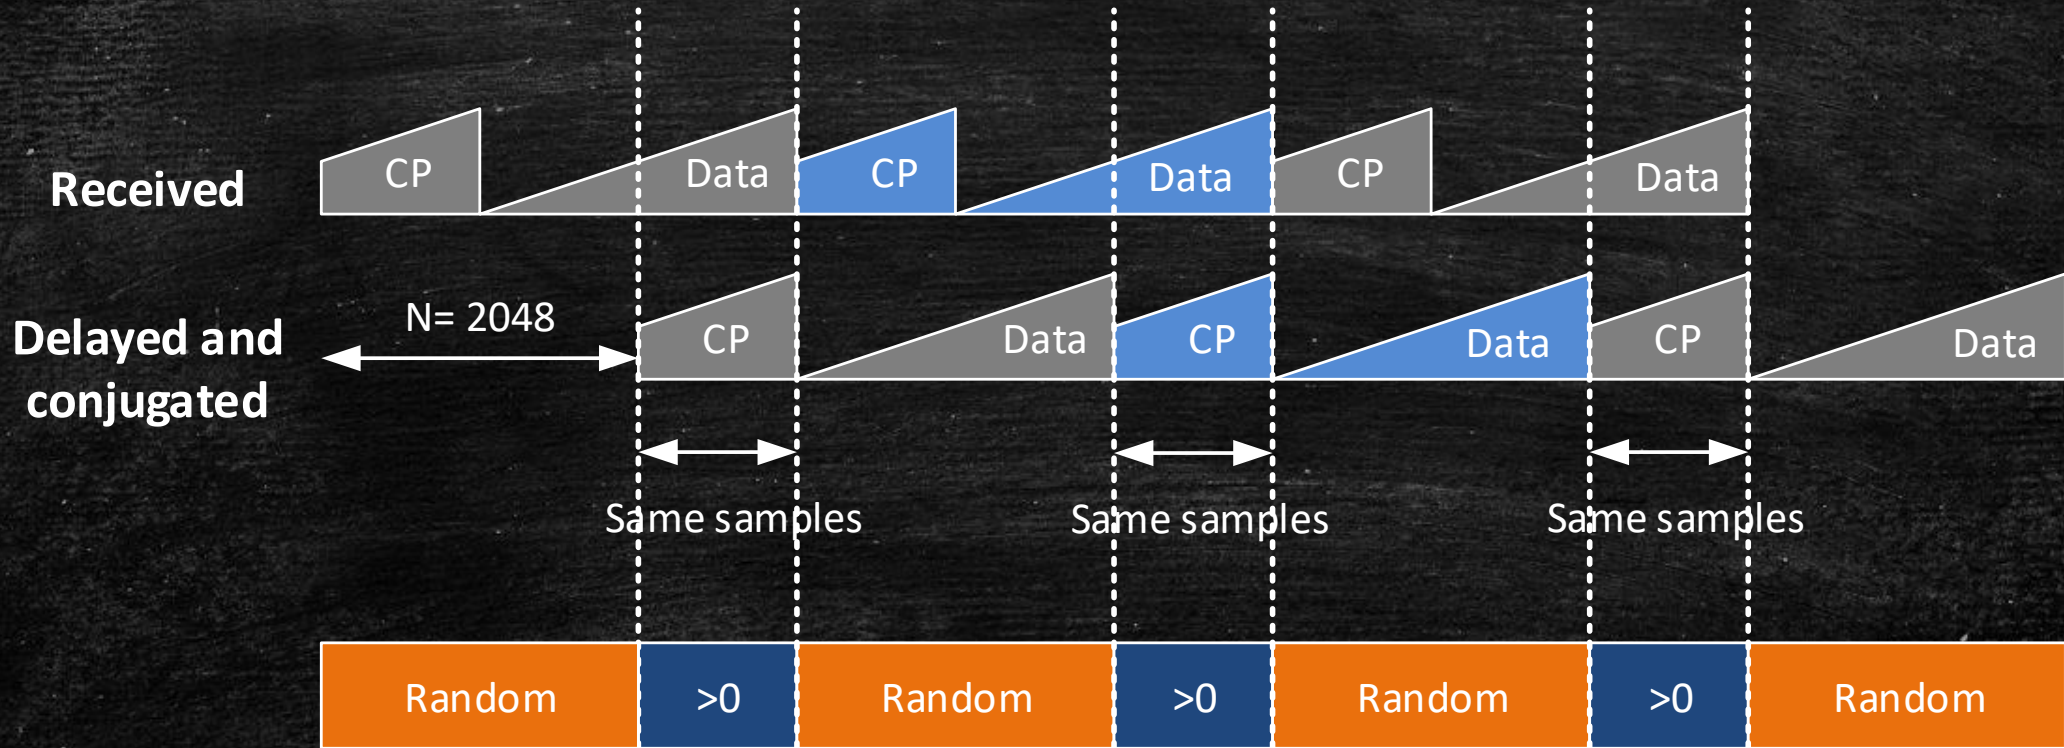 Received
CP
Data
CP
Data
CP
Data
Delayed and
conjugated
N= 2048
CP
Data
CP
Data
CP
Data
Same samples
Same samples
Same samples
Random
>0
Random
>0
Random
>0
Random